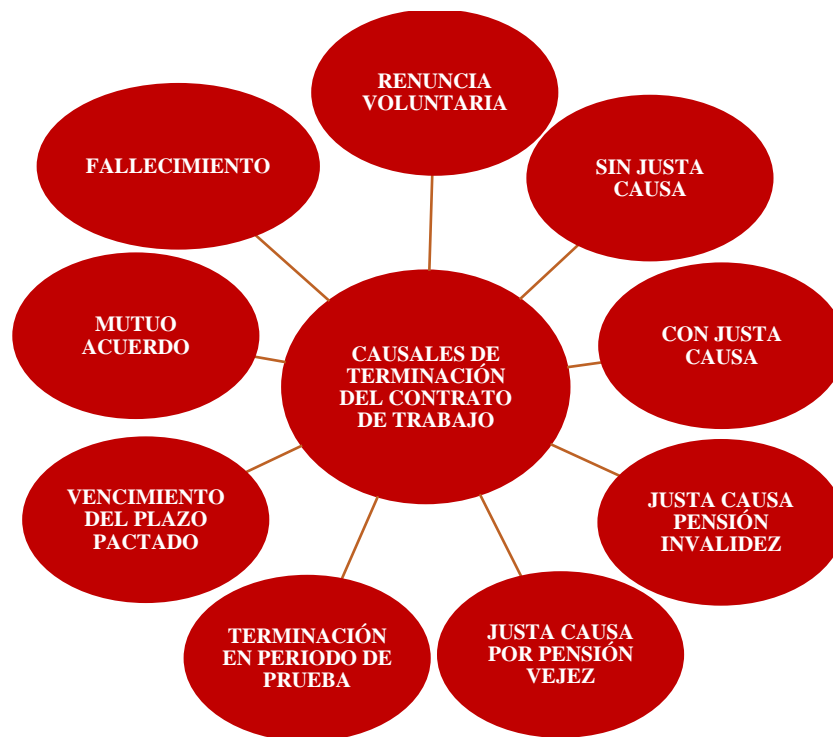 RENUNCIA
VOLUNTARIA
SIN JUSTA
CAUSA
CON JUSTA
CAUSA
JUSTA CAUSA
PENSIÓN
INVALIDEZ
JUSTA CAUSA
POR PENSIÓN
VEJEZ
TERMINACIÓN
EN PERIODO DE
PRUEBA
VENCIMIENTO
DEL PLAZO
PACTADO
MUTUO
ACUERDO
FALLECIMIENTO
CAUSALES DE
TERMINACIÓN
DEL CONTRATO
DE TRABAJO